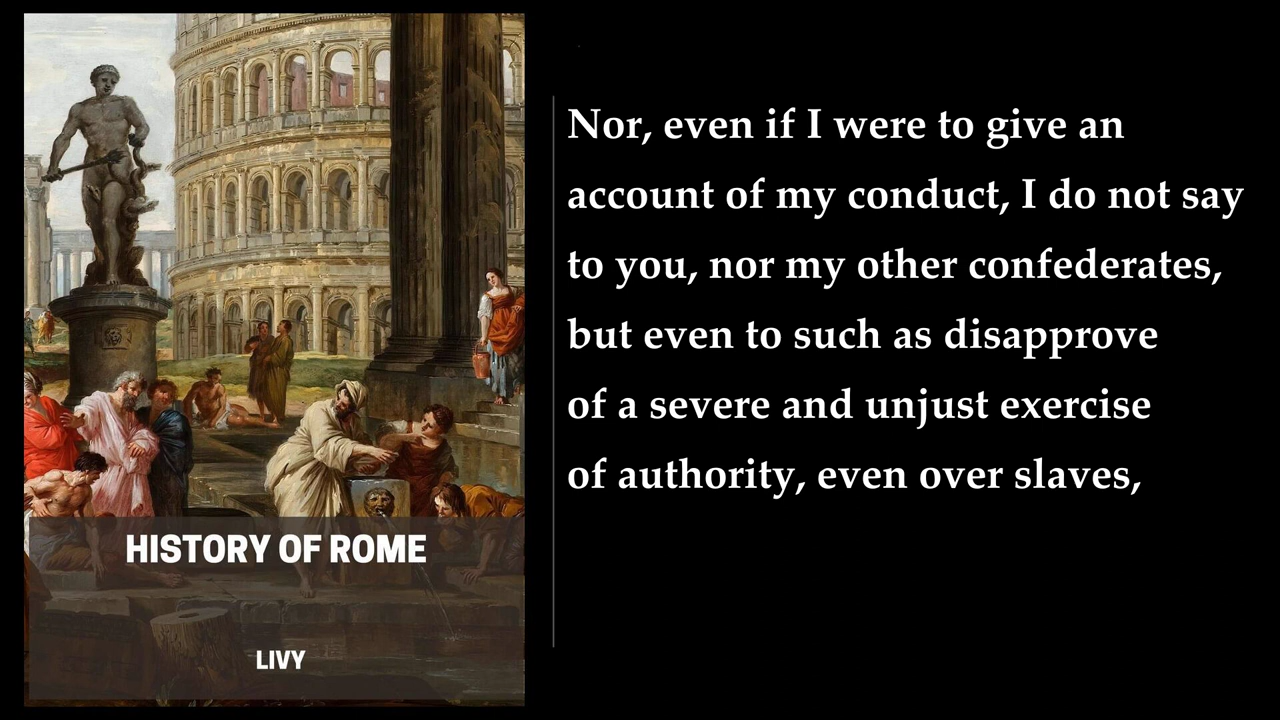 HISTORY OF ROME
LIVY
Nor, even if I were to give an
account of my conduct, I do not say
to you, nor my other confederates,
but even to such as disapprove
of a severe and unjust exercise
of authority, even over slaves,